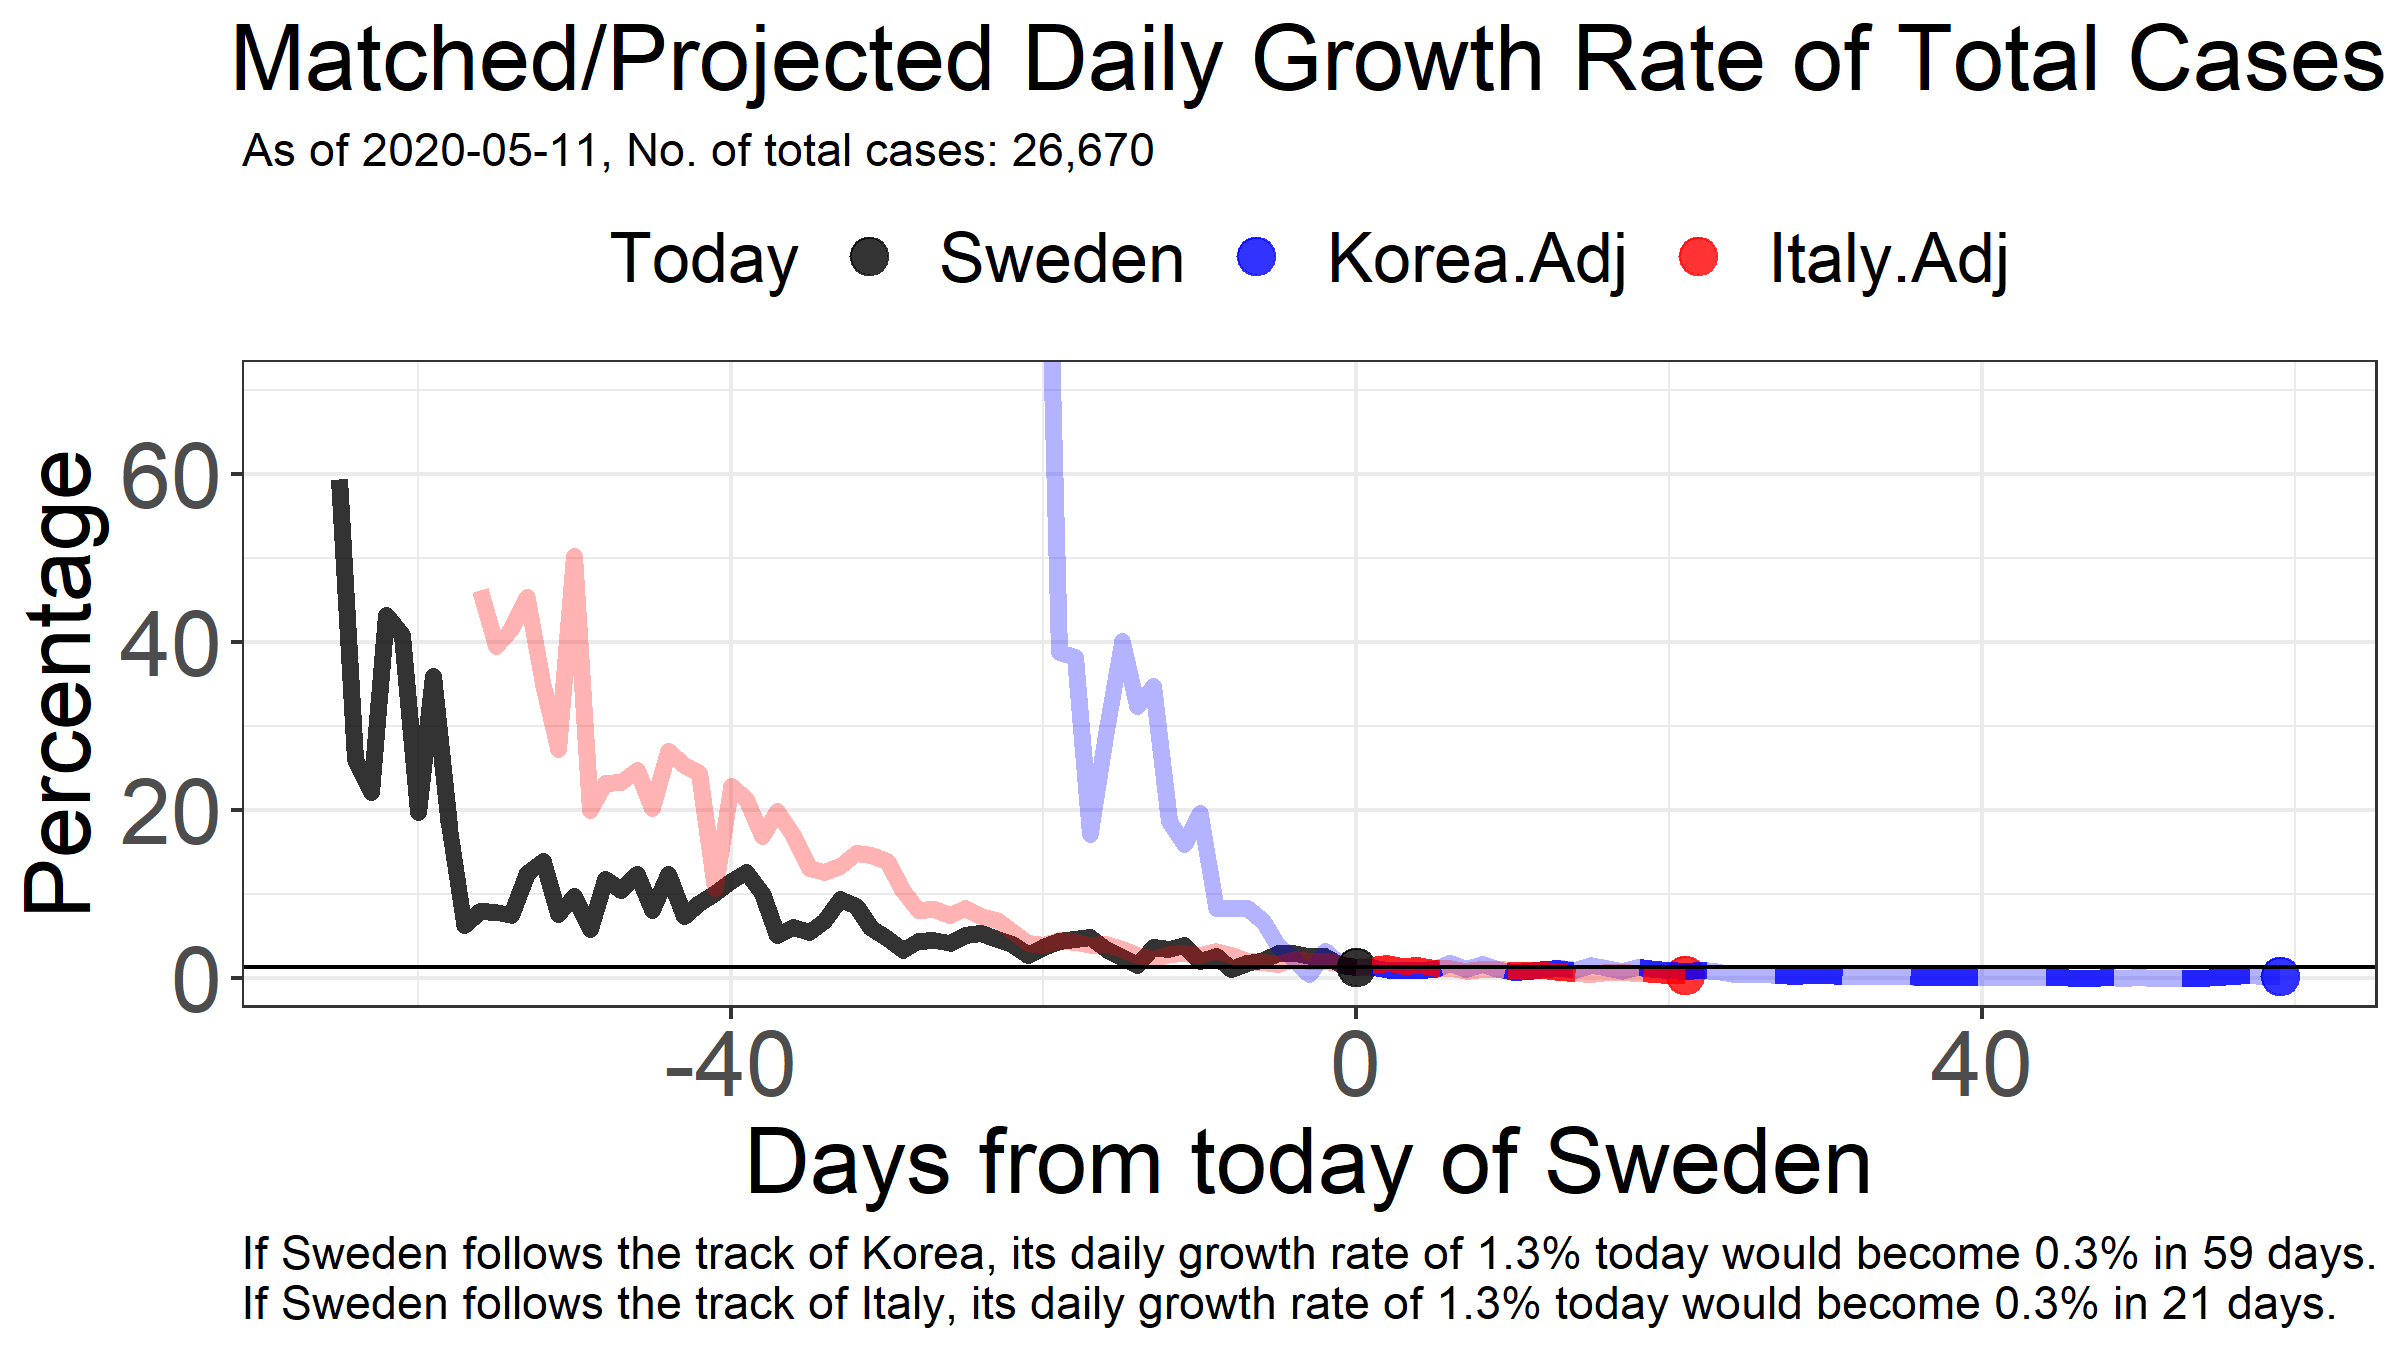 Matched/Projected Daily Growth Rate of Total Cases
As of 2020-05-11, No. of total cases: 26,670
Today Sweden Korea.Adj Italy.Adj
Percentage
60
40
20
0
-40 0 40
Days from today of Sweden
If Sweden follows the track of Korea, its daily growth rate of 1.3% today would become 0.3% in 59 days.
If Sweden follows the track of Italy, its daily growth rate of 1.3% today would become 0.3% in 21 days.